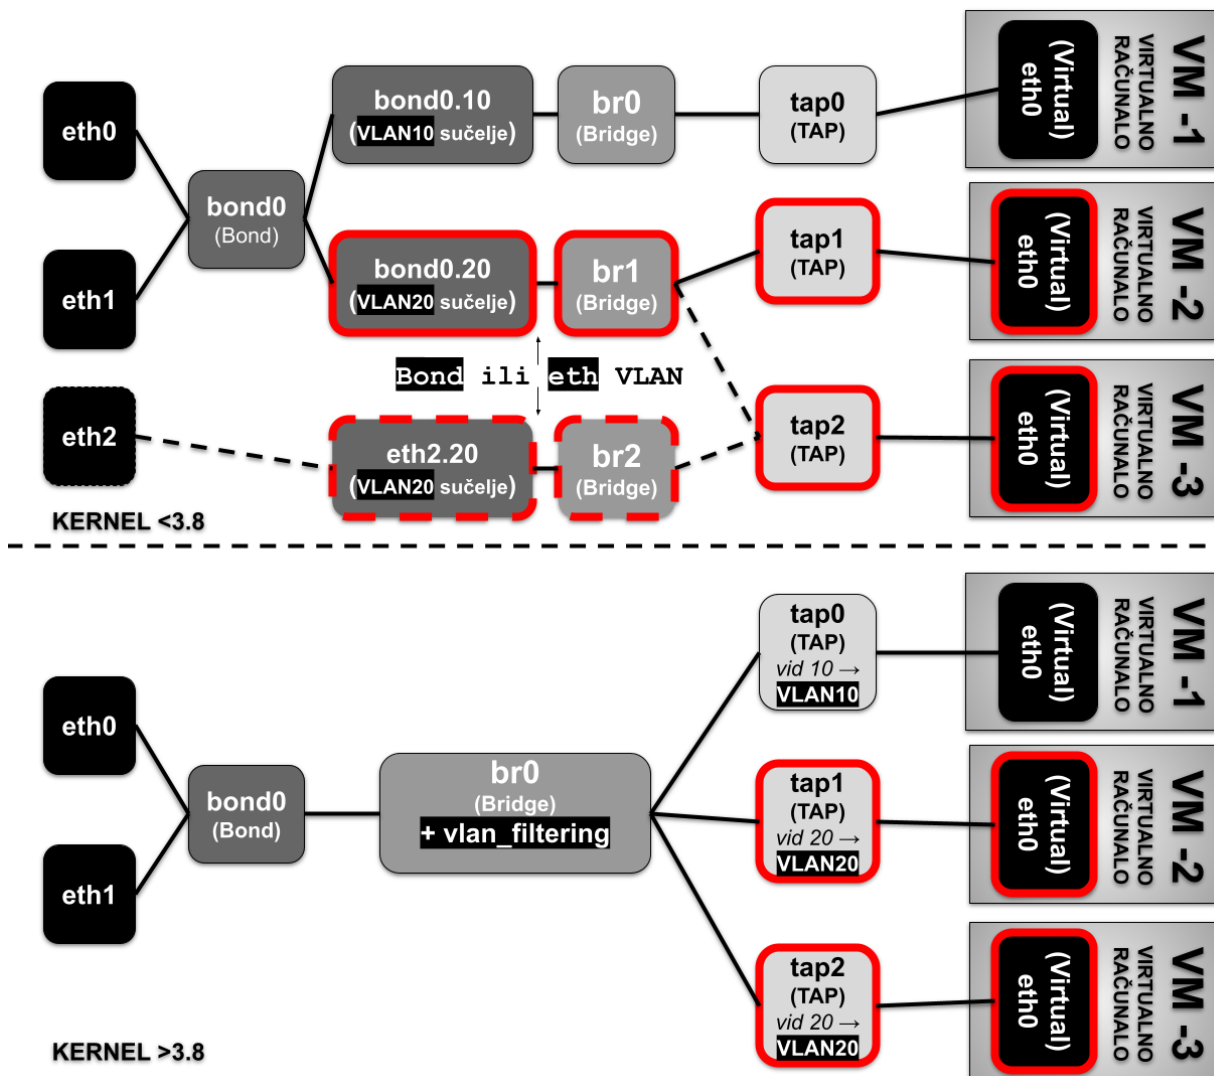 eth0
eth1
eth2
bond0
(Bond)
bond0.10
(VLAN10 sučelje)
br0
(Bridge)
tap0
(TAP)
(Virtual)
eth0
VIRTUALNO
RAČUNALO
VM -1
bond0.20
(VLAN20 sučelje)
br1
(Bridge)
tap1
(TAP)
(Virtual)
eth0
VIRTUALNO
RAČUNALO
VM -2
Bond ili eth VLAN
eth2.20
(VLAN20 sučelje)
br2
(Bridge)
tap2
(TAP)
(Virtual)
eth0
VIRTUALNO
RAČUNALO
VM -3
KERNEL <3.8
eth0
eth1
bond0
(Bond)
br0
(Bridge)
+ vlan_filtering
tap0
(TAP)
vid 10 →
VLAN10
(Virtual)
eth0
VIRTUALNO
RAČUNALO
VM -1
tap1
(TAP)
vid 20 →
VLAN20
(Virtual)
eth0
VIRTUALNO
RAČUNALO
VM -2
tap2
(TAP)
vid 20 →
VLAN20
(Virtual)
eth0
VIRTUALNO
RAČUNALO
VM -3
KERNEL >3.8